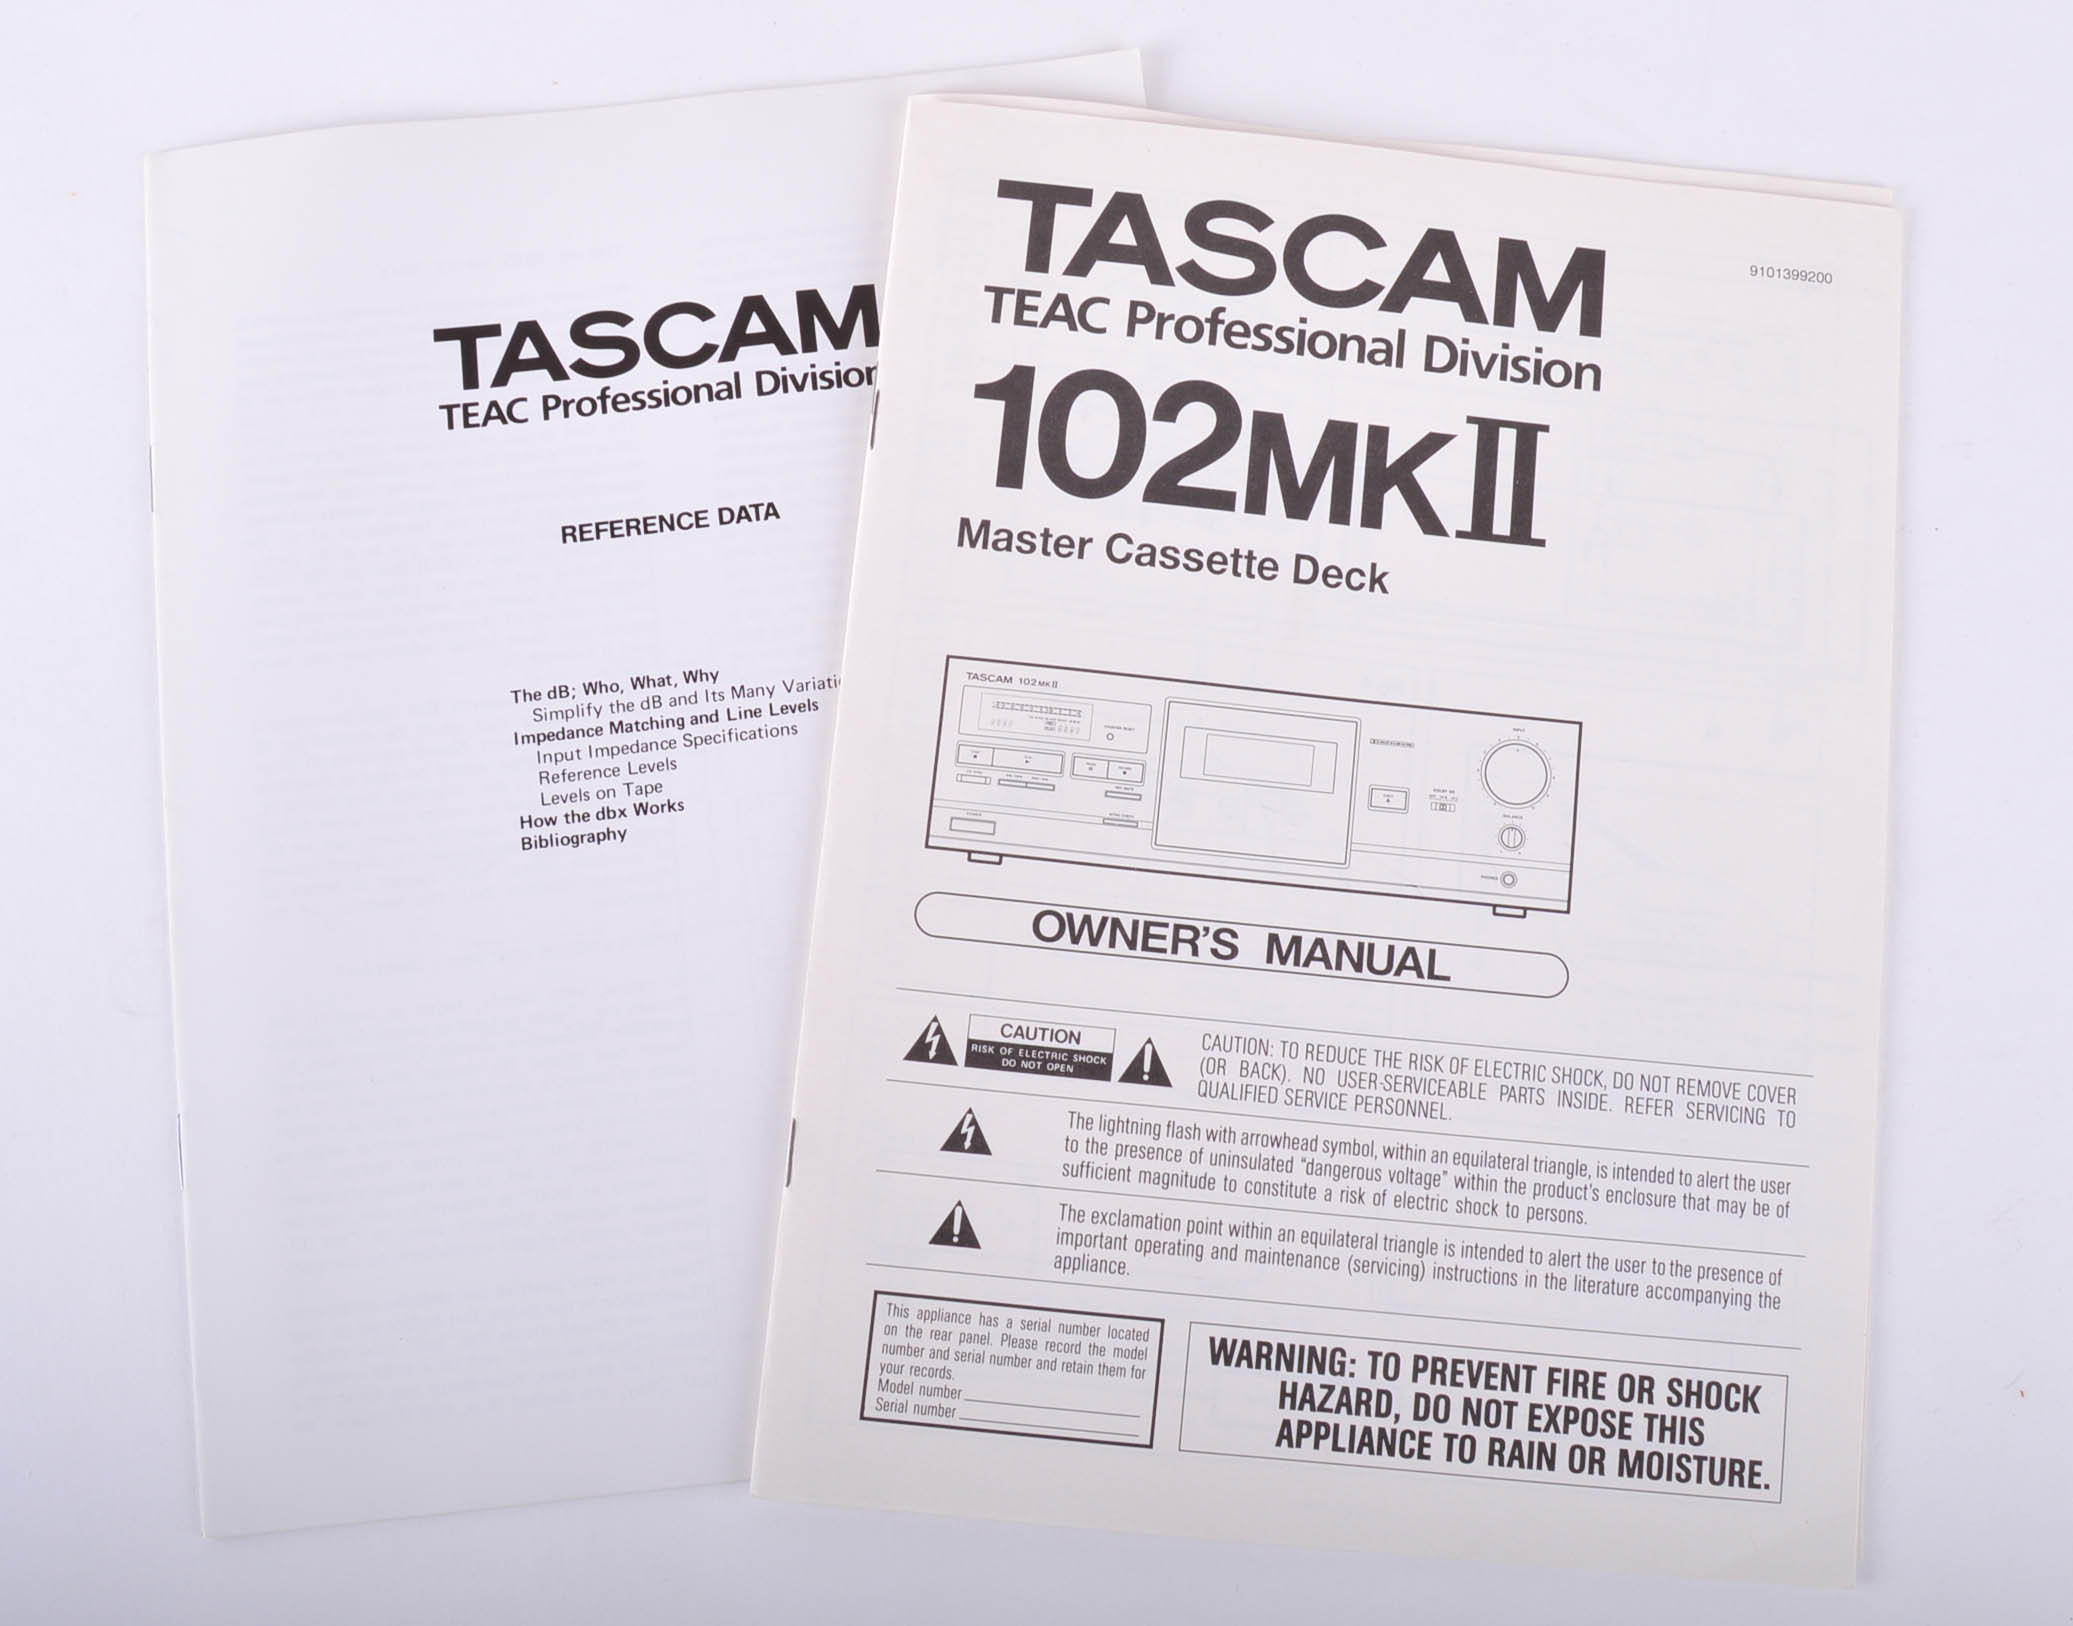 TASCAM
TEAC Professional Division
REFERENCE DATA
The dB; Who, What, Why
Simplify the dB and Its Many
Impedance Matching and Line Levels
Input Impedance Specifications
Reference Levels
Levels on Tape
How the dbx Works
Bibliography
9101399200
TASCAM
TEAC Professional Division
102MKII
Master Cassette Deck
TASCAM 102MKII
COUNTER RESET
INPUT
EJECT
DOLBY NR
BALANCE
POWER
PHONES
OWNER'S MANUAL
CAUTION
RISK OF ELECTRIC SHOCK
DO NOT OPEN
CAUTION: TO REDUCE THE RISK OF ELECTRIC SHOCK, DO NOT REMOVE COVER
(OR BACK). NO USER-SERVICEABLE PARTS INSIDE. REFER SERVICING TO
QUALIFIED SERVICE PERSONNEL.
The lightning flash with arrowhead symbol, within an equilateral triangle, is intended to alert the user
to the presence of uninsulated "dangerous voltage" within the product's enclosure that may be of
sufficient magnitude to constitute a risk of electric shock to persons.
The exclamation point within an equilateral triangle is intended to alert the user to the presence of
important operating and maintenance (servicing) instructions in the literature accompanying the
appliance.
This appliance has a serial number located
on the rear panel. Please record the model
number and serial number and retain them for
your records.
Model number
Serial number
WARNING: TO PREVENT FIRE OR SHOCK
HAZARD, DO NOT EXPOSE THIS
APPLIANCE TO RAIN OR MOISTURE.